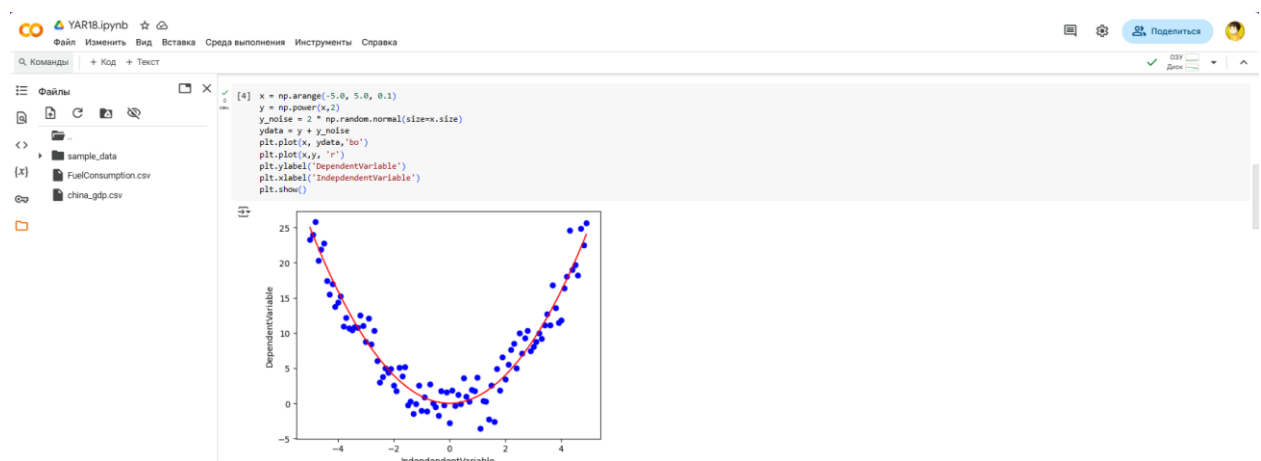 YAR18.ipynb
Файл Изменить Вид Вставка Среда выполнения Инструменты Справка
Поделиться
Команды + Код + Текст
ОЗУ
Диск
Файлы
..
sample_data
FuelConsumption.csv
china_gdp.csv
{x}
[4] x = np.arange(-5.0, 5.0, 0.1)
y = np.power(x,2)
y_noise = 2 * np.random.normal(size=x.size)
ydata = y + y_noise
plt.plot(x, ydata,'bo')
plt.plot(x,y, 'r')
plt.ylabel('DependentVariable')
plt.xlabel('IndepdendentVariable')
plt.show()
0
сек.
DependentVariable
25
20
15
10
5
0
−5
−4 −2 0 2 4
IndepdendentVariable